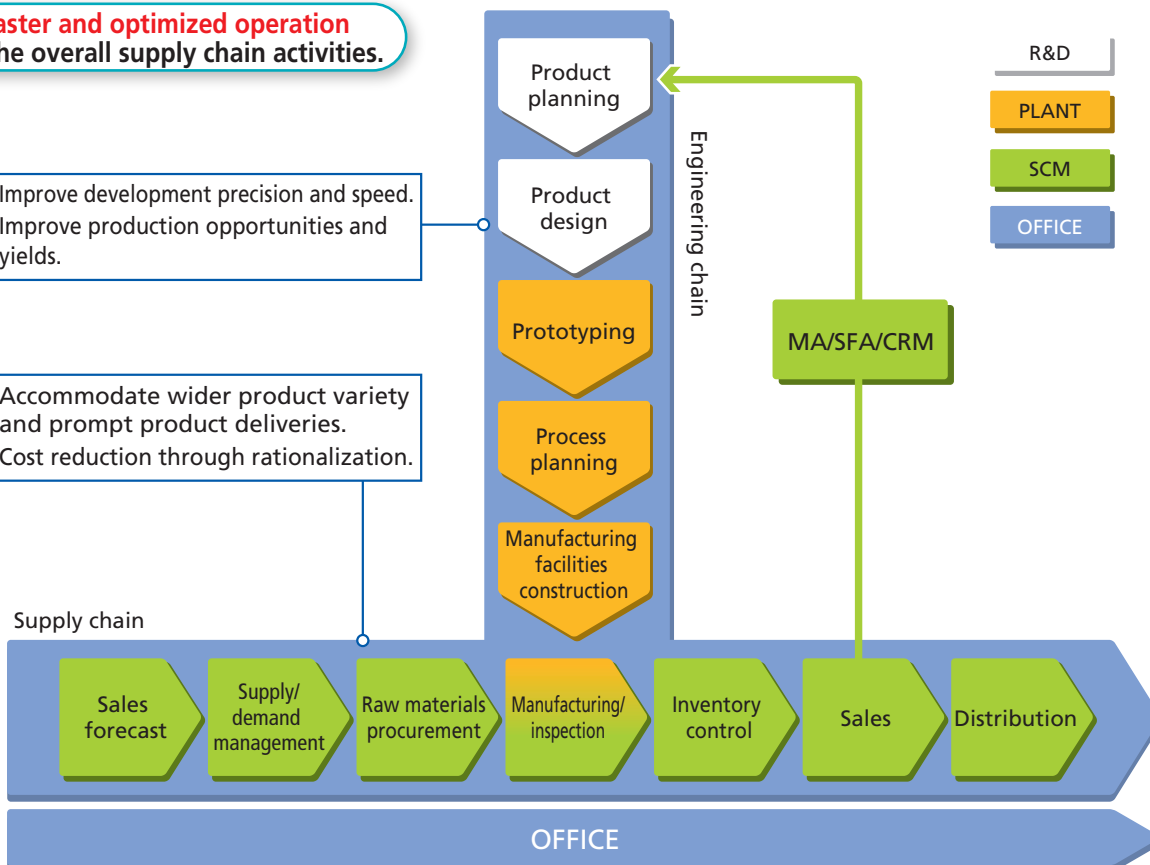 aster and optimized operation
he overall supply chain activities.
Product
planning
R&D
PLANT
SCM
OFFICE
Engineering chain
Improve development precision and speed.
Improve production opportunities and
yields.
Product
design
Prototyping
MA/SFA/CRM
Accommodate wider product variety
and prompt product deliveries.
Cost reduction through rationalization.
Process
planning
Manufacturing
facilities
construction
Supply chain
Sales
forecast
Supply/
demand
management
Raw materials
procurement
Manufacturing/
inspection
Inventory
control
Sales
Distribution
OFFICE